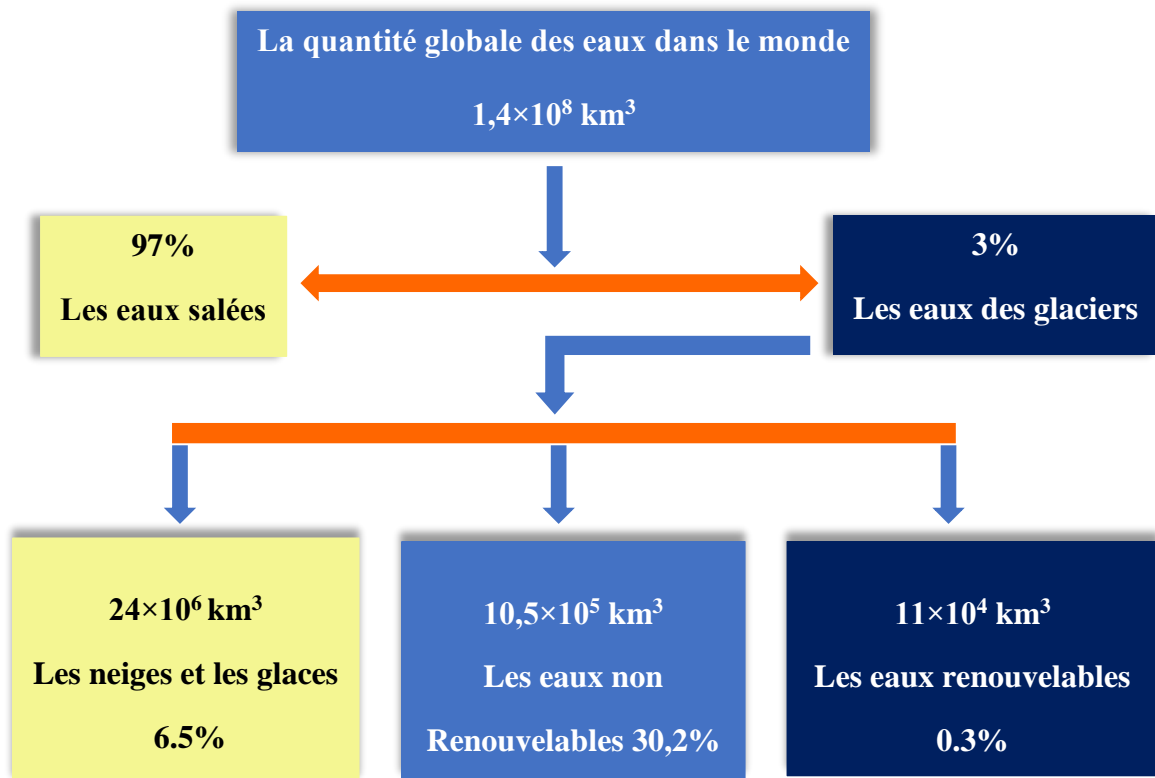 La quantité globale des eaux dans le monde
1,4×10⁸ km³
97%
Les eaux salées
3%
Les eaux des glaciers
24×10⁶ km³
Les neiges et les glaces
6.5%
10,5×10⁵ km³
Les eaux non
Renouvelables 30,2%
11×10⁴ km³
Les eaux renouvelables
0.3%